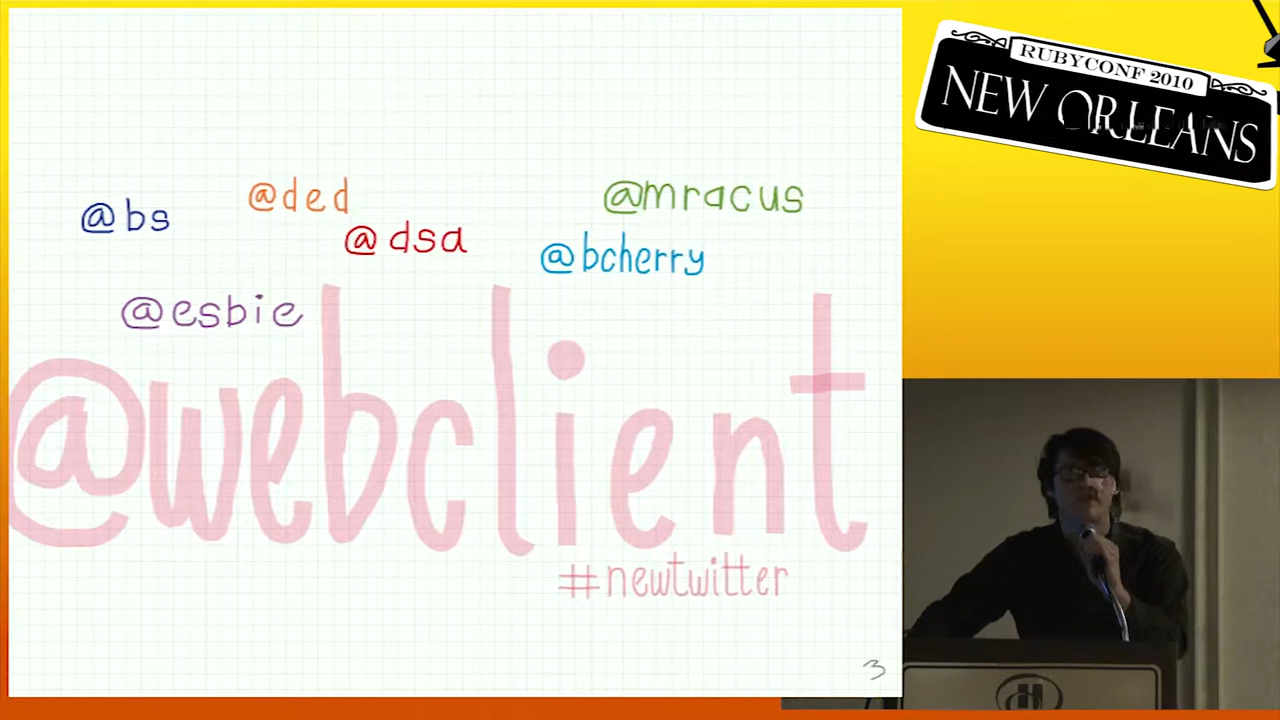 @bs
@ded
@dsa
@mracus
@bcherry
@esbie
@webclient
#newtwitter
3
RUBYCONF 2010
NEW ORLEANS
H